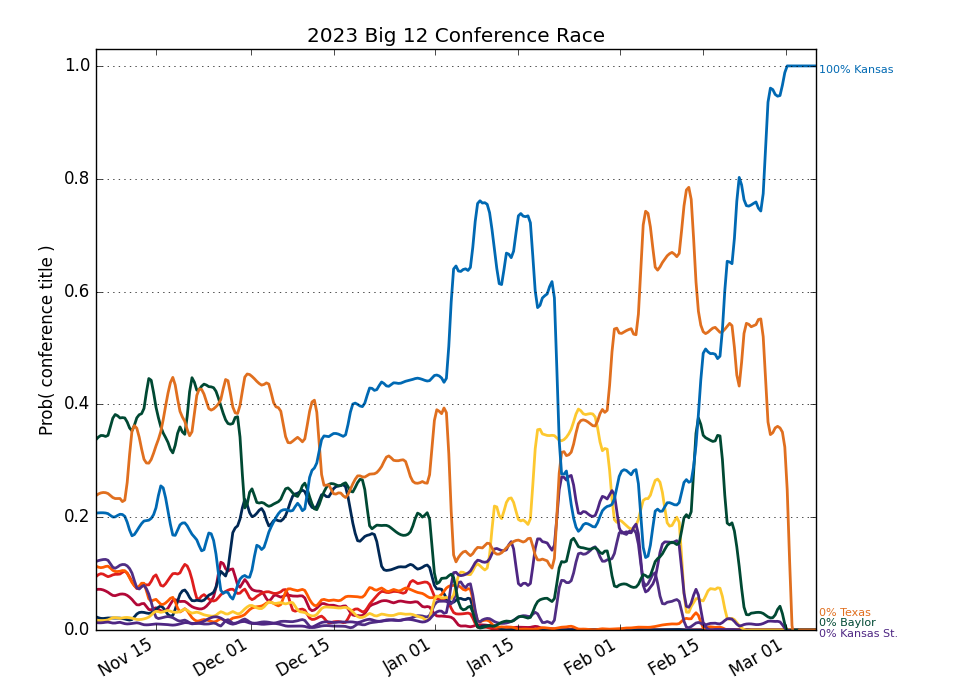 2023 Big 12 Conference Race
Prob( conference title )
1.0
0.8
0.6
0.4
0.2
0.0
Nov 15
Dec 01
Dec 15
Jan 01
Jan 15
Feb 01
Feb 15
Mar 01
100% Kansas
0% Texas
0% Baylor
0% Kansas St.